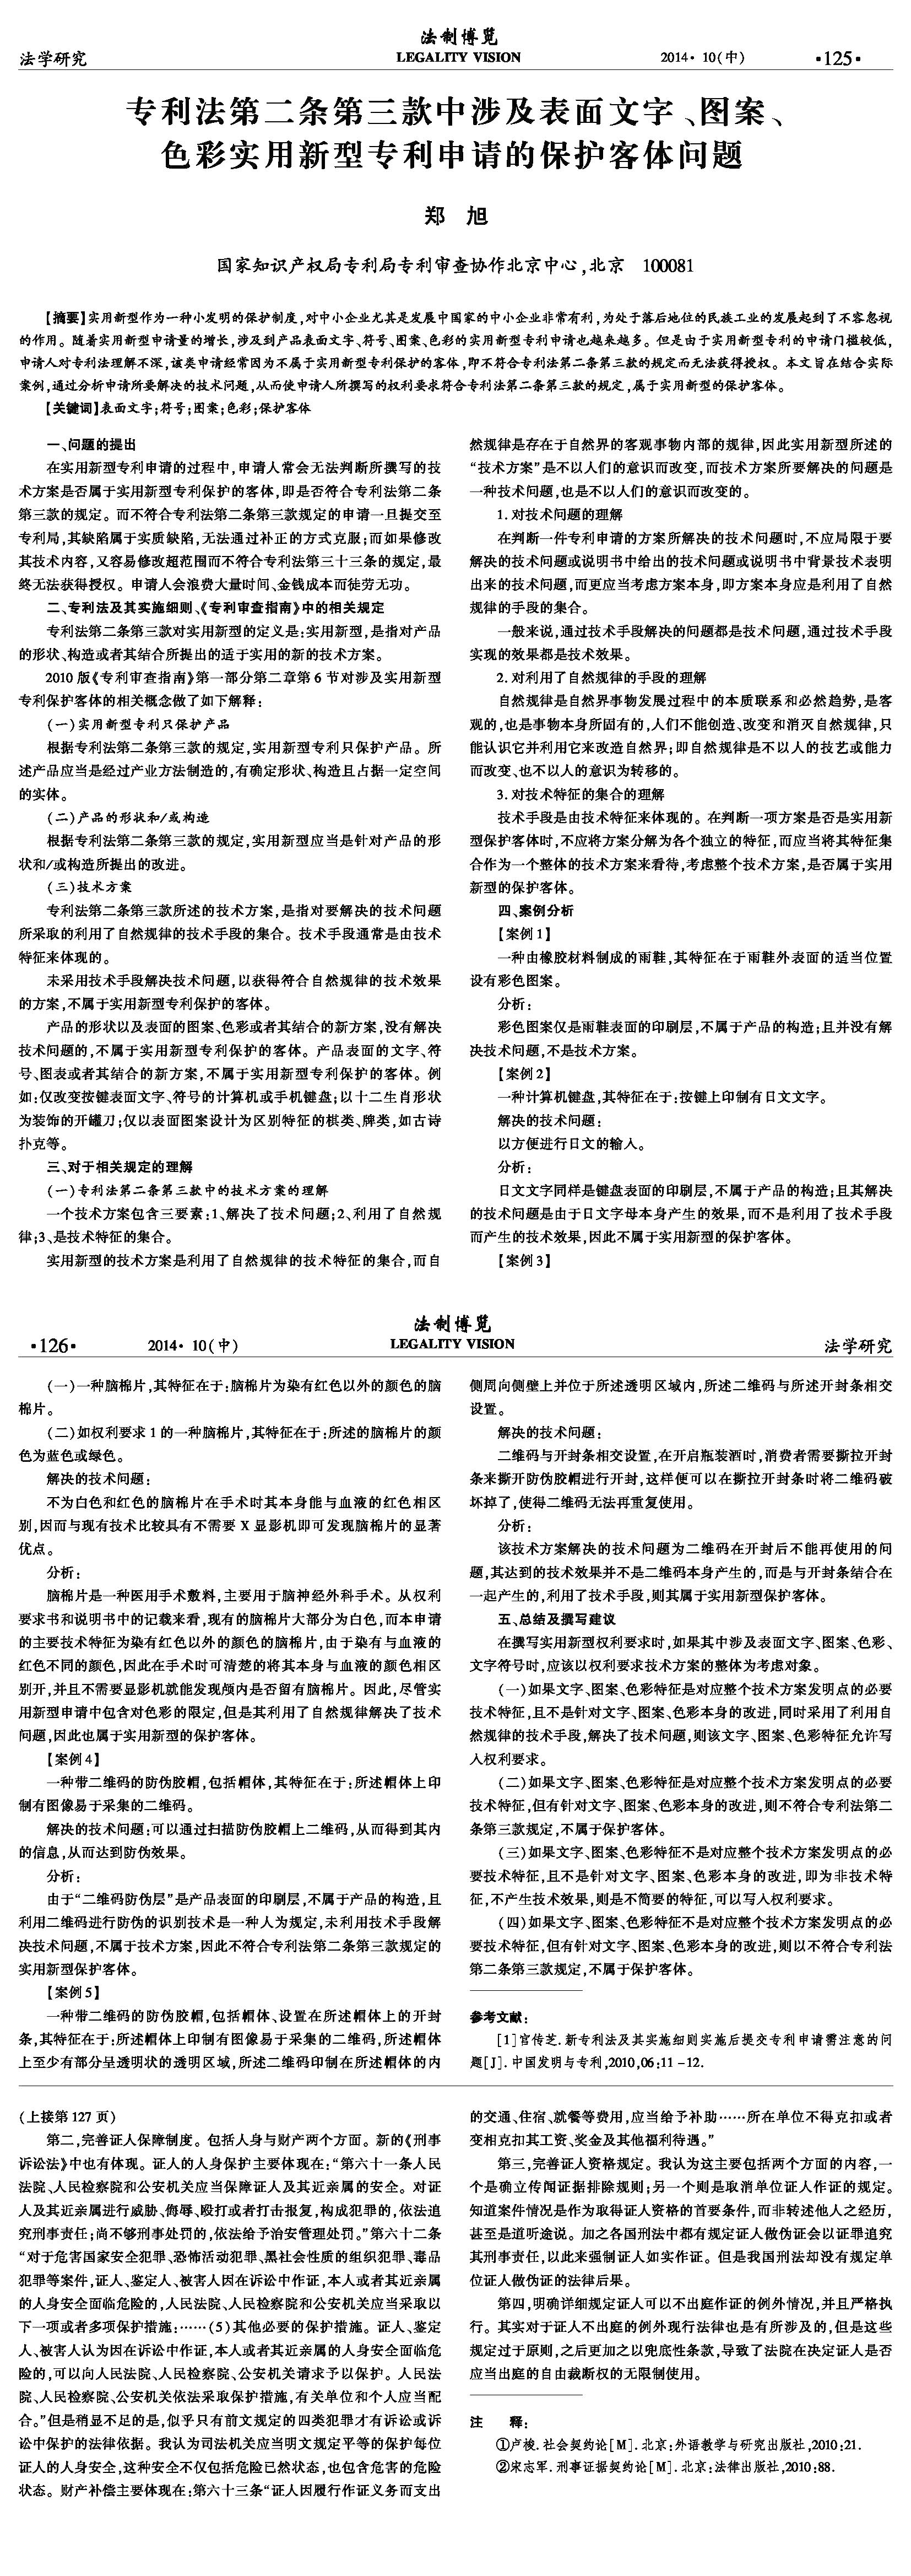 法学研究
法制博览
LEGALITY VISION
2014·10(中)
·125·
专利法第二条第三款中涉及表面文字、图案、
色彩实用新型专利申请的保护客体问题
郑 旭
国家知识产权局专利局专利审查协作北京中心,北京 100081
【摘要】实用新型作为一种小发明的保护制度,对中小企业尤其是发展中国家的中小企业非常有利,为处于落后地位的民族工业的发展起到了不容忽视
的作用。随着实用新型申请量的增长,涉及到产品表面文字、符号、图案、色彩的实用新型专利申请也越来越多。但是由于实用新型专利的申请门槛较低,
申请人对专利法理解不深,该类申请经常因为不属于实用新型专利保护的客体,即不符合专利法第二条第三款的规定而无法获得授权。本文旨在结合实际
案例,通过分析申请所要解决的技术问题,从而使申请人所撰写的权利要求符合专利法第二条第三款的规定,属于实用新型的保护客体。
【关键词】表面文字;符号;图案;色彩;保护客体
一、问题的提出
在实用新型专利申请的过程中,申请人常会无法判断所撰写的技
术方案是否属于实用新型专利保护的客体,即是否符合专利法第二条
第三款的规定。而不符合专利法第二条第三款规定的申请一旦提交至
专利局,其缺陷属于实质缺陷,无法通过补正的方式克服;而如果修改
其技术内容,又容易修改超范围而不符合专利法第三十三条的规定,最
终无法获得授权。申请人会浪费大量时间、金钱成本而徒劳无功。
二、专利法及其实施细则、《专利审查指南》中的相关规定
专利法第二条第三款对实用新型的定义是:实用新型,是指对产品
的形状、构造或者其结合所提出的适于实用的新的技术方案。
2010 版《专利审查指南》第一部分第二章第 6 节对涉及实用新型
专利保护客体的相关概念做了如下解释:
(一)实用新型专利只保护产品
根据专利法第二条第三款的规定,实用新型专利只保护产品。所
述产品应当是经过产业方法制造的,有确定形状、构造且占据一定空间
的实体。
(二)产品的形状和/或构造
根据专利法第二条第三款的规定,实用新型应当是针对产品的形
状和/或构造所提出的改进。
(三)技术方案
专利法第二条第三款所述的技术方案,是指对要解决的技术问题
所采取的利用了自然规律的技术手段的集合。技术手段通常是由技术
特征来体现的。
未采用技术手段解决技术问题,以获得符合自然规律的技术效果
的方案,不属于实用新型专利保护的客体。
产品的形状以及表面的图案、色彩或者其结合的新方案,没有解决
技术问题的,不属于实用新型专利保护的客体。产品表面的文字、符
号、图表或者其结合的新方案,不属于实用新型专利保护的客体。例
如:仅改变按键表面文字、符号的计算机或手机键盘;以十二生肖形状
为装饰的开罐刀;仅以表面图案设计为区别特征的棋类、牌类,如古诗
扑克等。
三、对于相关规定的理解
(一)专利法第二条第三款中的技术方案的理解
一个技术方案包含三要素:1、解决了技术问题;2、利用了自然规
律;3、是技术特征的集合。
实用新型的技术方案是利用了自然规律的技术特征的集合,而自
然规律是存在于自然界的客观事物内部的规律,因此实用新型所述的
“技术方案”是不以人们的意识而改变,而技术方案所要解决的问题是
一种技术问题,也是不以人们的意识而改变的。
1. 对技术问题的理解
在判断一件专利申请的方案所解决的技术问题时,不应局限于要
解决的技术问题或说明书中给出的技术问题或说明书中背景技术表明
出来的技术问题,而更应当考虑方案本身,即方案本身应是利用了自然
规律的手段的集合。
一般来说,通过技术手段解决的问题都是技术问题,通过技术手段
实现的效果都是技术效果。
2. 对利用了自然规律的手段的理解
自然规律是自然界事物发展过程中的本质联系和必然趋势,是客
观的,也是事物本身所固有的,人们不能创造、改变和消灭自然规律,只
能认识它并利用它来改造自然界;即自然规律是不以人的技艺或能力
而改变、也不以人的意识为转移的。
3. 对技术特征的集合的理解
技术手段是由技术特征来体现的。在判断一项方案是否是实用新
型保护客体时,不应将方案分解为各个独立的特征,而应当将其特征集
合作为一个整体的技术方案来看待,考虑整个技术方案,是否属于实用
新型的保护客体。
四、案例分析
【案例 1】
一种由橡胶材料制成的雨鞋,其特征在于雨鞋外表面的适当位置
设有彩色图案。
分析:
彩色图案仅是雨鞋表面的印刷层,不属于产品的构造;且并没有解
决技术问题,不是技术方案。
【案例 2】
一种计算机键盘,其特征在于:按键上印制有日文文字。
解决的技术问题:
以方便进行日文的输入。
分析:
日文文字同样是键盘表面的印刷层,不属于产品的构造;且其解决
的技术问题是由于日文字母本身产生的效果,而不是利用了技术手段
而产生的技术效果,因此不属于实用新型的保护客体。
【案例 3】
·126·
2014·10(中)
法制博览
LEGALITY VISION
法学研究
(一)一种脑棉片,其特征在于:脑棉片为染有红色以外的颜色的脑
棉片。
(二)如权利要求 1 的一种脑棉片,其特征在于:所述的脑棉片的颜
色为蓝色或绿色。
解决的技术问题:
不为白色和红色的脑棉片在手术时其本身能与血液的红色相区
别,因而与现有技术比较具有不需要 X 显影机即可发现脑棉片的显著
优点。
分析:
脑棉片是一种医用手术敷料,主要用于脑神经外科手术。从权利
要求书和说明书中的记载来看,现有的脑棉片大部分为白色,而本申请
的主要技术特征为染有红色以外的颜色的脑棉片,由于染有与血液的
红色不同的颜色,因此在手术时可清楚的将其本身与血液的颜色相区
别开,并且不需要显影机就能发现颅内是否留有脑棉片。因此,尽管实
用新型申请中包含对色彩的限定,但是其利用了自然规律解决了技术
问题,因此也属于实用新型的保护客体。
【案例 4】
一种带二维码的防伪胶帽,包括帽体,其特征在于:所述帽体上印
制有图像易于采集的二维码。
解决的技术问题:可以通过扫描防伪胶帽上二维码,从而得到其内
的信息,从而达到防伪效果。
分析:
由于“二维码防伪层”是产品表面的印刷层,不属于产品的构造,且
利用二维码进行防伪的识别技术是一种人为规定,未利用技术手段解
决技术问题,不属于技术方案,因此不符合专利法第二条第三款规定的
实用新型保护客体。
【案例 5】
一种带二维码的防伪胶帽,包括帽体、设置在所述帽体上的开封
条,其特征在于:所述帽体上印制有图像易于采集的二维码,所述帽体
上至少有部分呈透明状的透明区域,所述二维码印制在所述帽体的内
侧周向侧壁上并位于所述透明区域内,所述二维码与所述开封条相交
设置。
解决的技术问题:
二维码与开封条相交设置,在开启瓶装酒时,消费者需要撕拉开封
条来撕开防伪胶帽进行开封,这样便可以在撕拉开封条时将二维码破
坏掉了,使得二维码无法再重复使用。
分析:
该技术方案解决的技术问题为二维码在开封后不能再使用的问
题,其达到的技术效果并不是二维码本身产生的,而是与开封条结合在
一起产生的,利用了技术手段,则其属于实用新型保护客体。
五、总结及撰写建议
在撰写实用新型权利要求时,如果其中涉及表面文字、图案、色彩、
文字符号时,应该以权利要求技术方案的整体为考虑对象。
(一)如果文字、图案、色彩特征是对应整个技术方案发明点的必要
技术特征,且不是针对文字、图案、色彩本身的改进,同时采用了利用自
然规律的技术手段,解决了技术问题,则该文字、图案、色彩特征允许写
入权利要求。
(二)如果文字、图案、色彩特征是对应整个技术方案发明点的必要
技术特征,但有针对文字、图案、色彩本身的改进,则不符合专利法第二
条第三款规定,不属于保护客体。
(三)如果文字、图案、色彩特征不是对应整个技术方案发明点的必
要技术特征,且不是针对文字、图案、色彩本身的改进,即为非技术特
征,不产生技术效果,则是不简要的特征,可以写入权利要求。
(四)如果文字、图案、色彩特征不是对应整个技术方案发明点的必
要技术特征,但有针对文字、图案、色彩本身的改进,则以不符合专利法
第二条第三款规定,不属于保护客体。
参考文献:
[1]官传芝.新专利法及其实施细则实施后提交专利申请需注意的问
题[J].中国发明与专利,2010,06:11-12.
(上接第 127 页)
第二,完善证人保障制度。包括人身与财产两个方面。新的《刑事
诉讼法》中也有体现。证人的人身保护主要体现在:“第六十一条人民
法院、人民检察院和公安机关应当保障证人及其近亲属的安全。对证
人及其近亲属进行威胁、侮辱、殴打或者打击报复,构成犯罪的,依法追
究刑事责任;尚不够刑事处罚的,依法给予治安管理处罚。”第六十二条
“对于危害国家安全犯罪、恐怖活动犯罪、黑社会性质的组织犯罪、毒品
犯罪等案件,证人、鉴定人、被害人因在诉讼中作证,本人或者其近亲属
的人身安全面临危险的,人民法院、人民检察院和公安机关应当采取以
下一项或者多项保护措施:……(5)其他必要的保护措施。证人、鉴定
人、被害人认为因在诉讼中作证,本人或者其近亲属的人身安全面临危
险的,可以向人民法院、人民检察院、公安机关请求予以保护。人民法
院、人民检察院、公安机关依法采取保护措施,有关单位和个人应当配
合。”但是稍显不足的是,似乎只有前文规定的四类犯罪才有诉讼或诉
讼中保护的法律依据。我认为司法机关应当明文规定平等的保护每位
证人的人身安全,这种安全不仅包括危险已然状态,也包含危害的危险
状态。财产补偿主要体现在:第六十三条“证人因履行作证义务而支出
的交通、住宿、就餐等费用,应当给予补助……所在单位不得克扣或者
变相克扣其工资、奖金及其他福利待遇。”
第三,完善证人资格规定。我认为这主要包括两个方面的内容,一
个是确立传闻证据排除规则;另一个则是取消单位证人作证的规定。
知道案件情况是作为取得证人资格的首要条件,而非转述他人之经历,
甚至是道听途说。加之各国刑法中都有规定证人做伪证会以证罪追究
其刑事责任,以此来强制证人如实作证。但是我国刑法却没有规定单
位证人做伪证的法律后果。
第四,明确详细规定证人可以不出庭作证的例外情况,并且严格执
行。其实对于证人不出庭的例外现行法律也是有所涉及的,但是这些
规定过于原则,之后更加之以兜底性条款,导致了法院在决定证人是否
应当出庭的自由裁断权的无限制使用。
注 释:
①卢梭.社会契约论[M].北京:外语教学与研究出版社,2010:21.
②宋志军.刑事证据契约论[M].北京:法律出版社,2010:88.